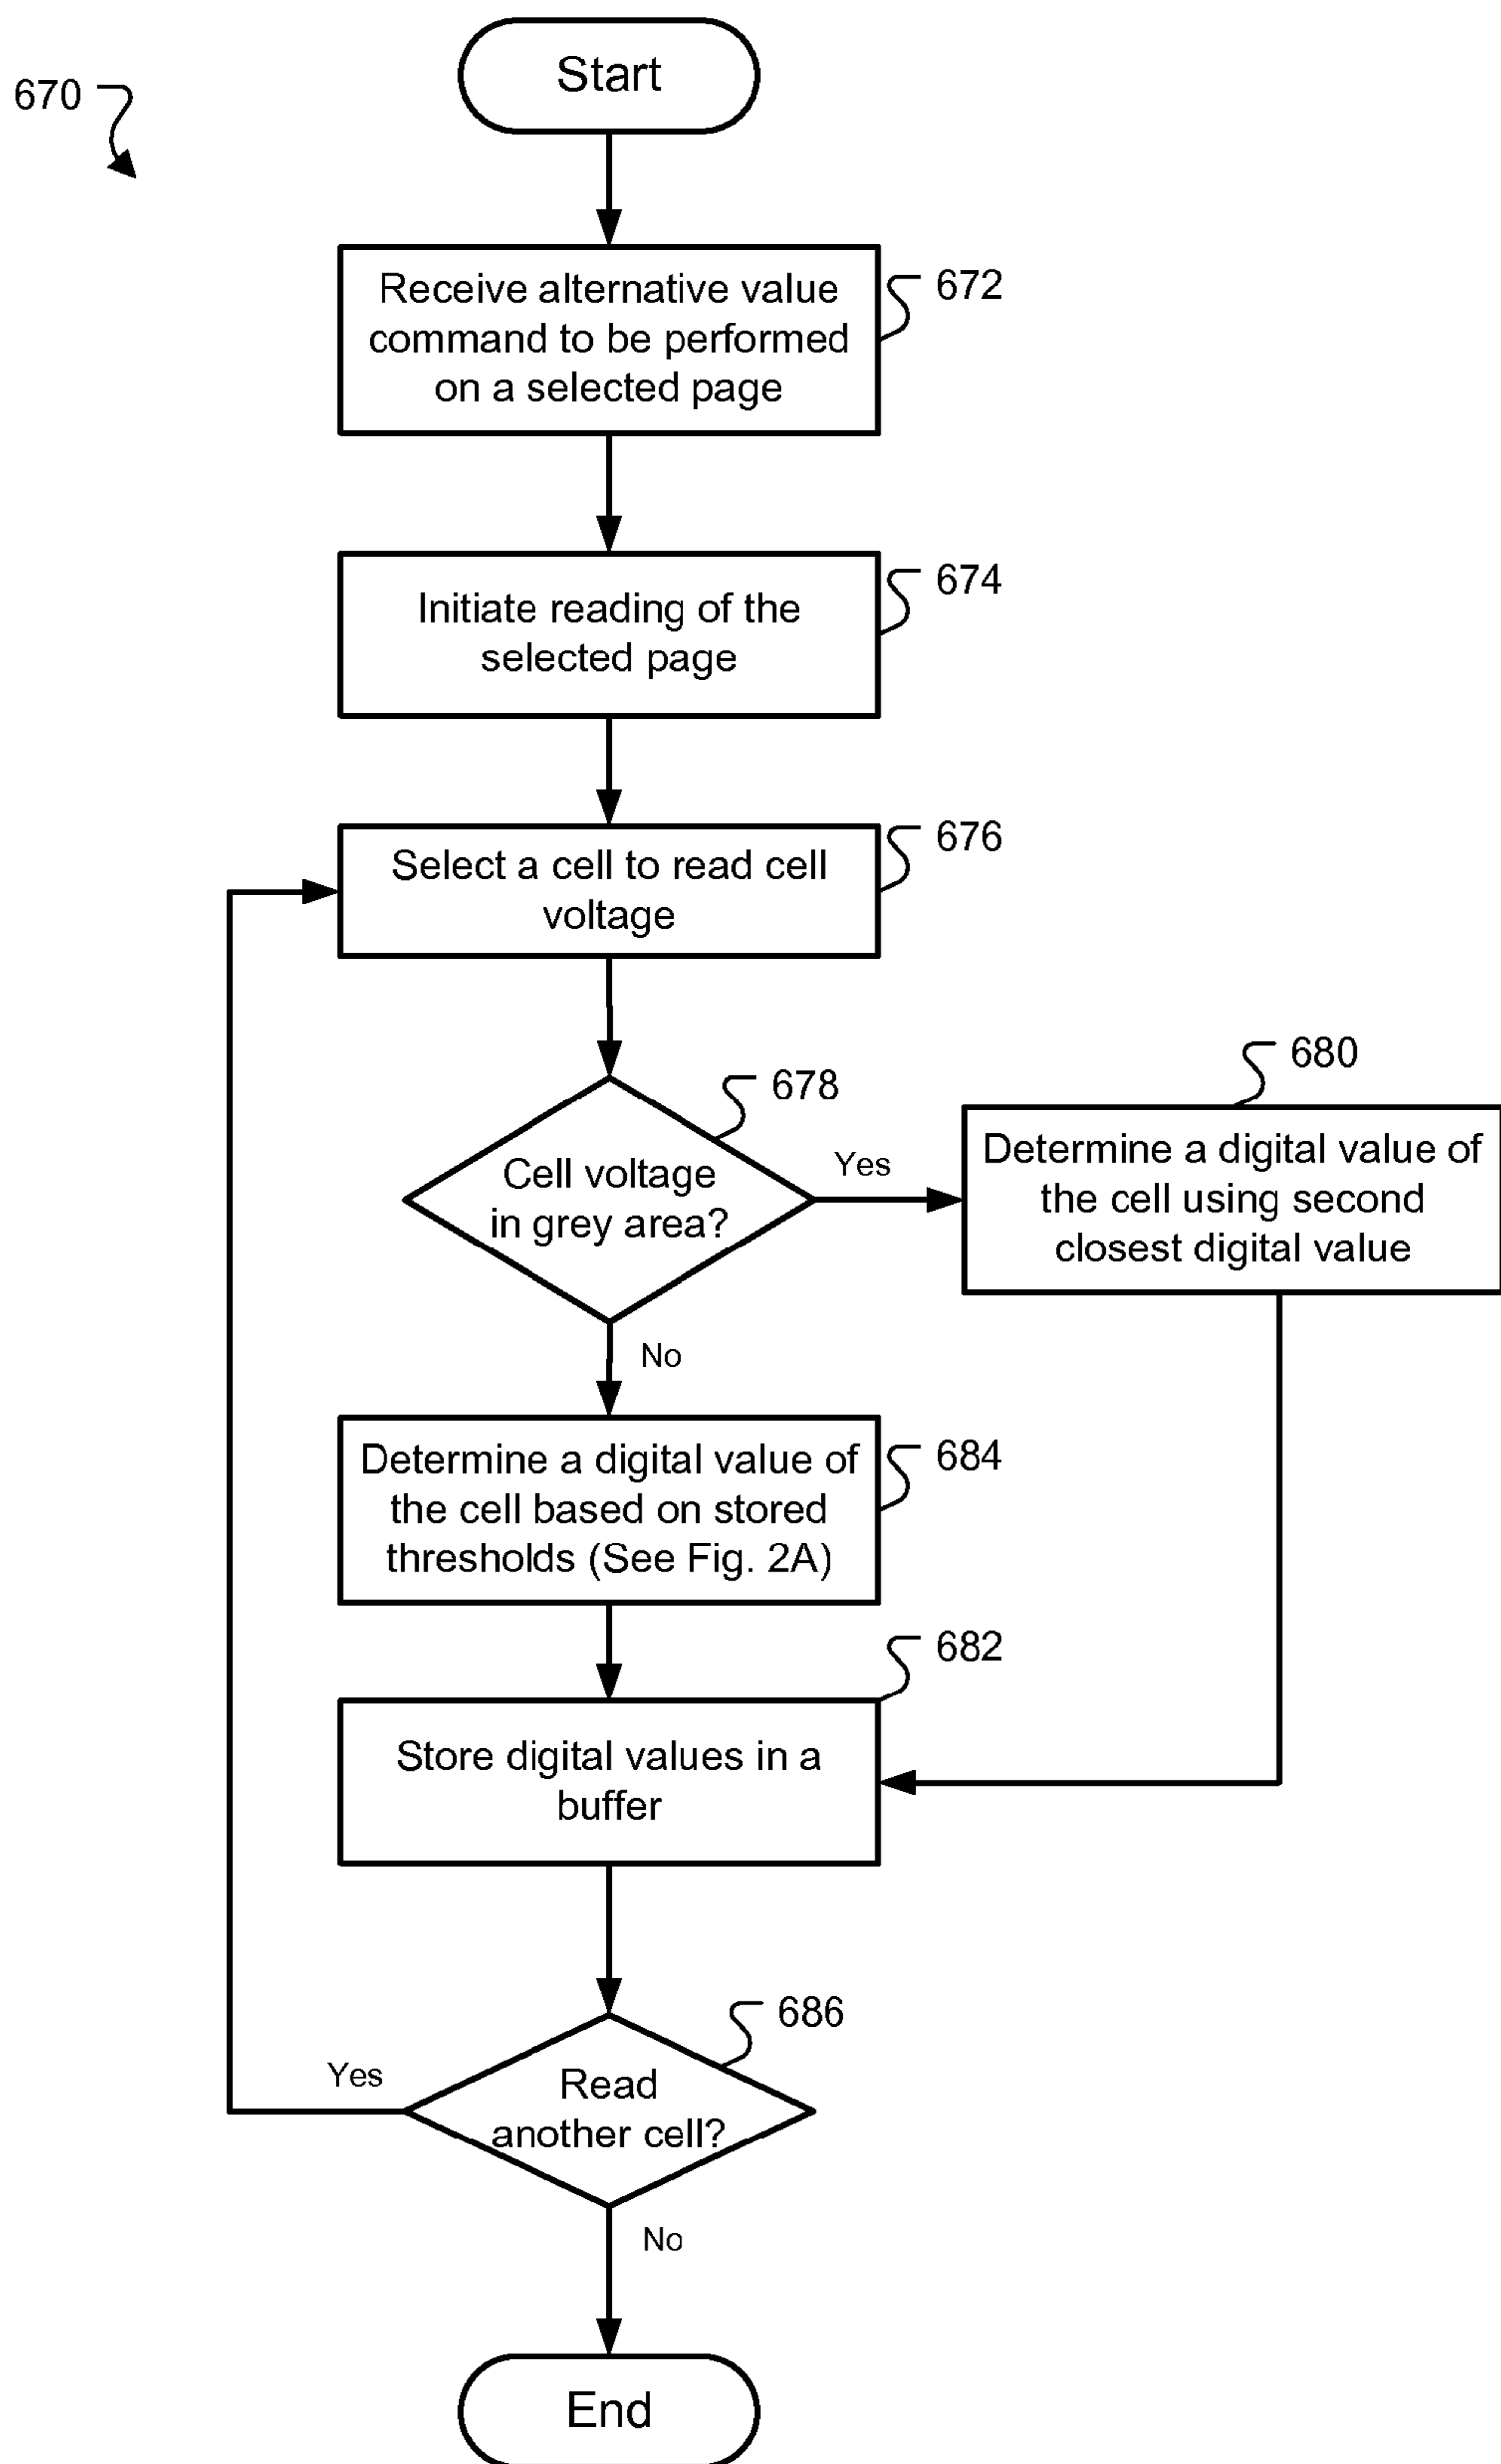 Start
670
Receive alternative value
command to be performed
on a selected page
672
Initiate reading of the
selected page
674
Select a cell to read cell
voltage
676
Cell voltage
in grey area?
678
Yes
Determine a digital value of
the cell using second
closest digital value
680
No
Determine a digital value of
the cell based on stored
thresholds (See Fig. 2A)
684
Store digital values in a
buffer
682
Read
another cell?
686
Yes
No
End